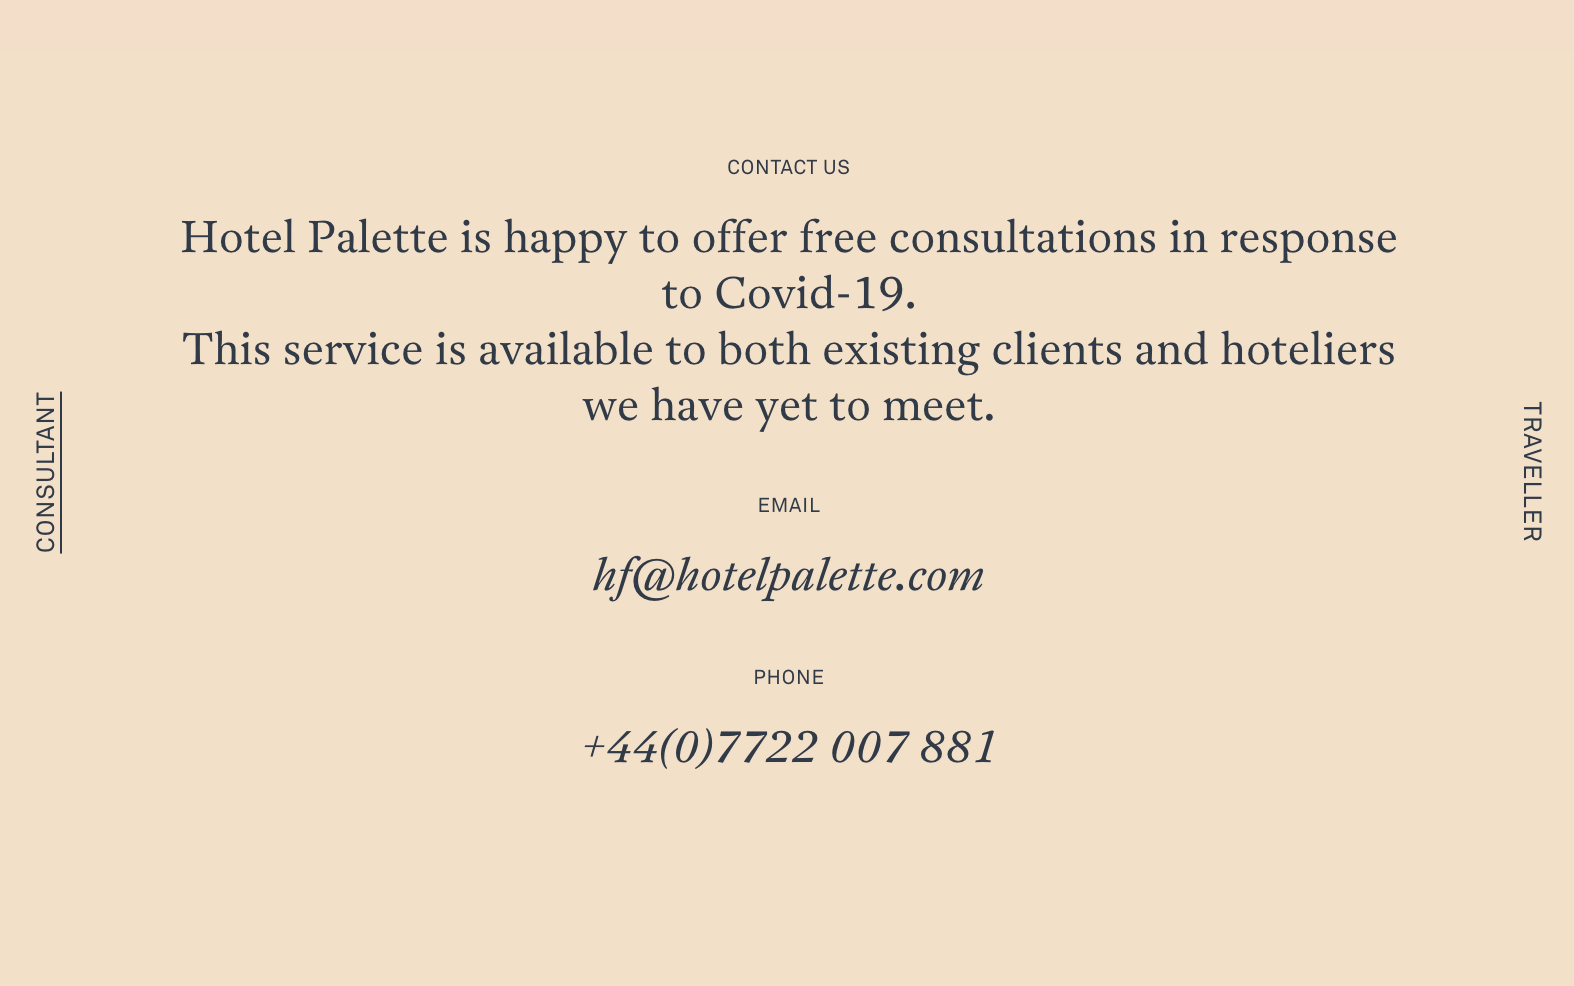 CONTACT US
Hotel Palette is happy to offer free consultations in response
to Covid-19.
This service is available to both existing clients and hoteliers
we have yet to meet.
CONSULTANT
TRAVELLER
EMAIL
hf@hotelpalette.com
PHONE
+44(0)7722 007 881